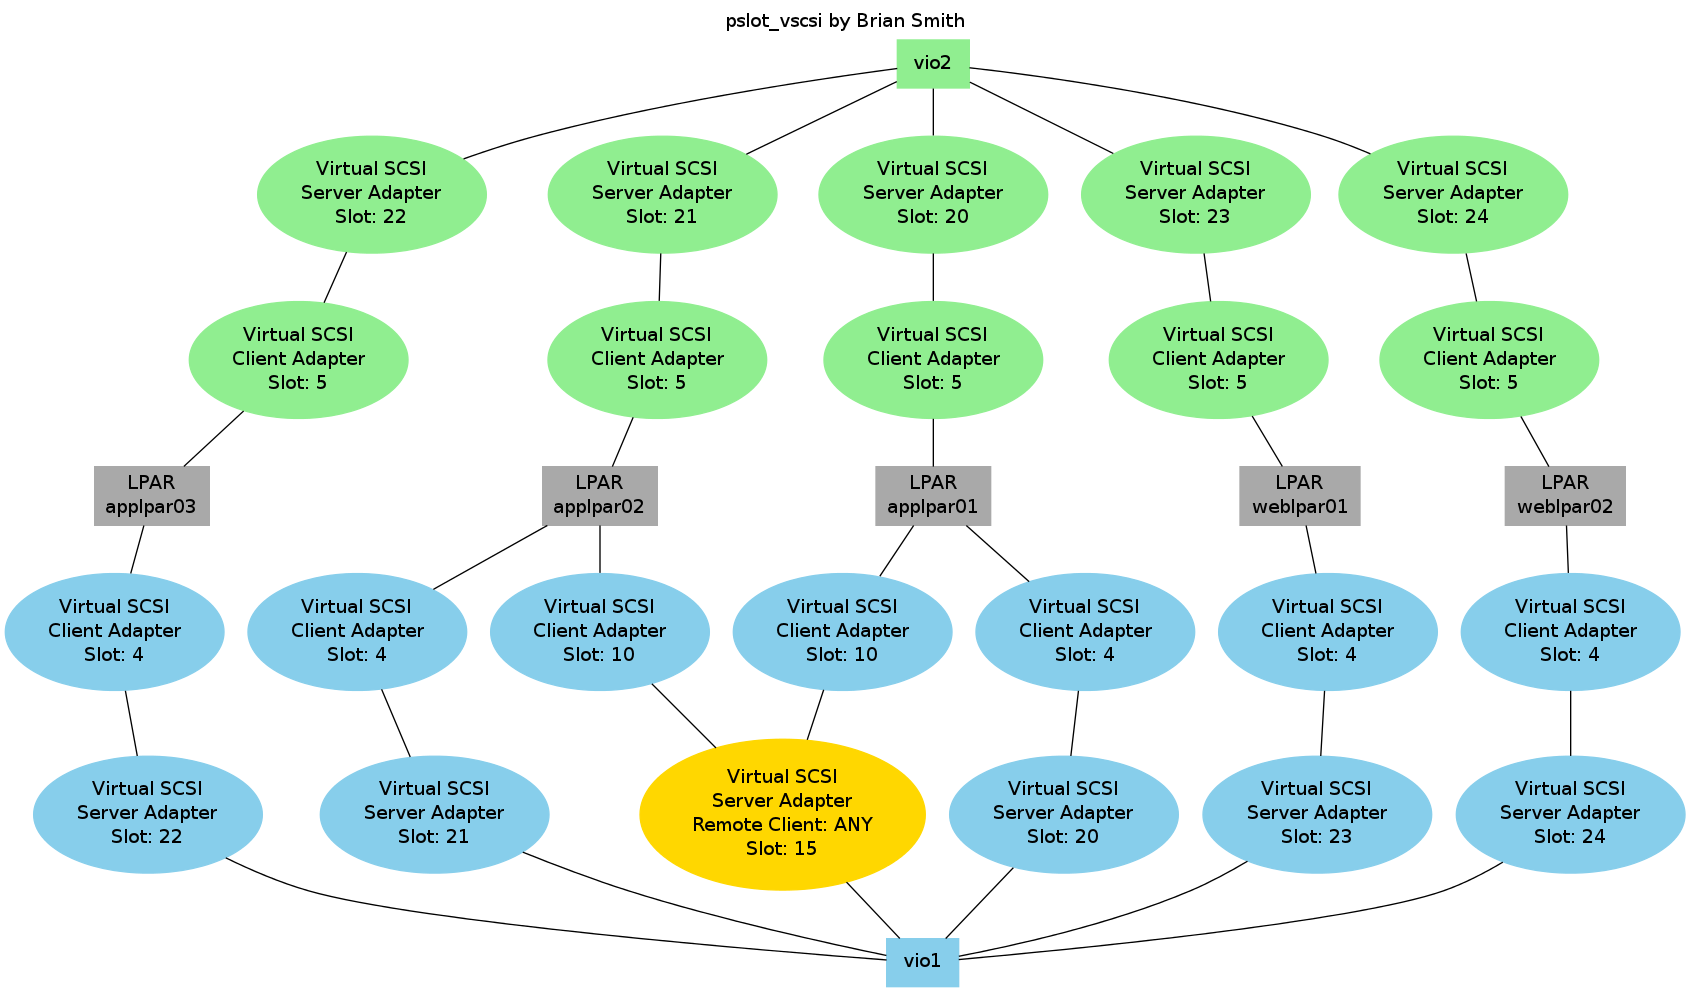 pslot_vscsi by Brian Smith
vio2
Virtual SCSI
Server Adapter
Slot: 22
Virtual SCSI
Server Adapter
Slot: 21
Virtual SCSI
Server Adapter
Slot: 20
Virtual SCSI
Server Adapter
Slot: 23
Virtual SCSI
Server Adapter
Slot: 24
Virtual SCSI
Client Adapter
Slot: 5
Virtual SCSI
Client Adapter
Slot: 5
Virtual SCSI
Client Adapter
Slot: 5
Virtual SCSI
Client Adapter
Slot: 5
Virtual SCSI
Client Adapter
Slot: 5
LPAR
applpar03
LPAR
applpar02
LPAR
applpar01
LPAR
weblpar01
LPAR
weblpar02
Virtual SCSI
Client Adapter
Slot: 4
Virtual SCSI
Client Adapter
Slot: 4
Virtual SCSI
Client Adapter
Slot: 10
Virtual SCSI
Client Adapter
Slot: 10
Virtual SCSI
Client Adapter
Slot: 4
Virtual SCSI
Client Adapter
Slot: 4
Virtual SCSI
Client Adapter
Slot: 4
Virtual SCSI
Server Adapter
Slot: 22
Virtual SCSI
Server Adapter
Slot: 21
Virtual SCSI
Server Adapter
Remote Client: ANY
Slot: 15
Virtual SCSI
Server Adapter
Slot: 20
Virtual SCSI
Server Adapter
Slot: 23
Virtual SCSI
Server Adapter
Slot: 24
vio1